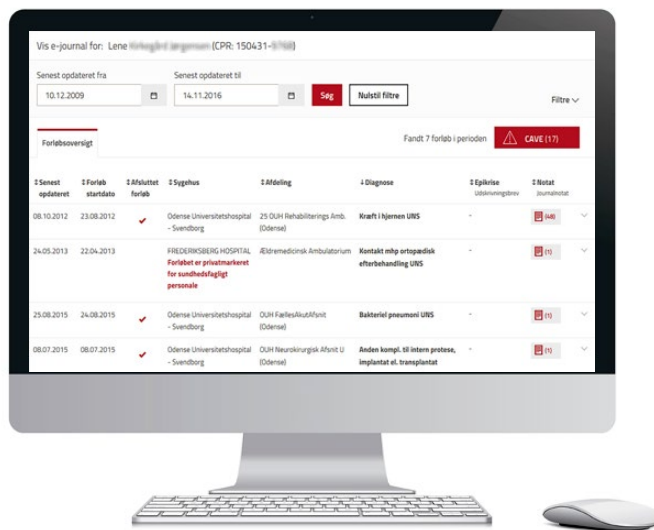 Vis e-journal for: Lene (CPR: 150431- )
Senest opdateret fra
Senest opdateret til
10.12.2009
14.11.2016
Søg
Nulstil filtre
Filtre
Forløbsoversigt
Fandt 7 forløb i perioden
CAVE (17)
Senest opdateret
Forløb startdato
Afsluttet forløb
Sygehus
Afdeling
Diagnose
Epikrise
Udskrivningsbrev
Notat
Journalnotat
08.10.2012 23.08.2012 Odense Universitetshospital 25 OUH Rehabiliterings Amb. Kræft i hjernen UNS - (48)
- Svendborg (Odense)
24.05.2013 22.04.2013 FREDERIKSBERG HOSPITAL Ældremedicinsk Ambulatorium Kontakt mhp ortopædisk - (1)
Forløbet er privatmarkeret efterbehandling UNS
for sundhedsfagligt
personale
25.08.2015 24.08.2015 Odense Universitetshospital OUH FællesAkutAfsnit Bakteriel pneumoni UNS - (1)
- Svendborg (Odense)
08.07.2015 08.07.2015 Odense Universitetshospital OUH Neurokirurgisk Afsnit U Anden kompl. til intern protese, - (1)
- Svendborg (Odense) implantat el. transplantat